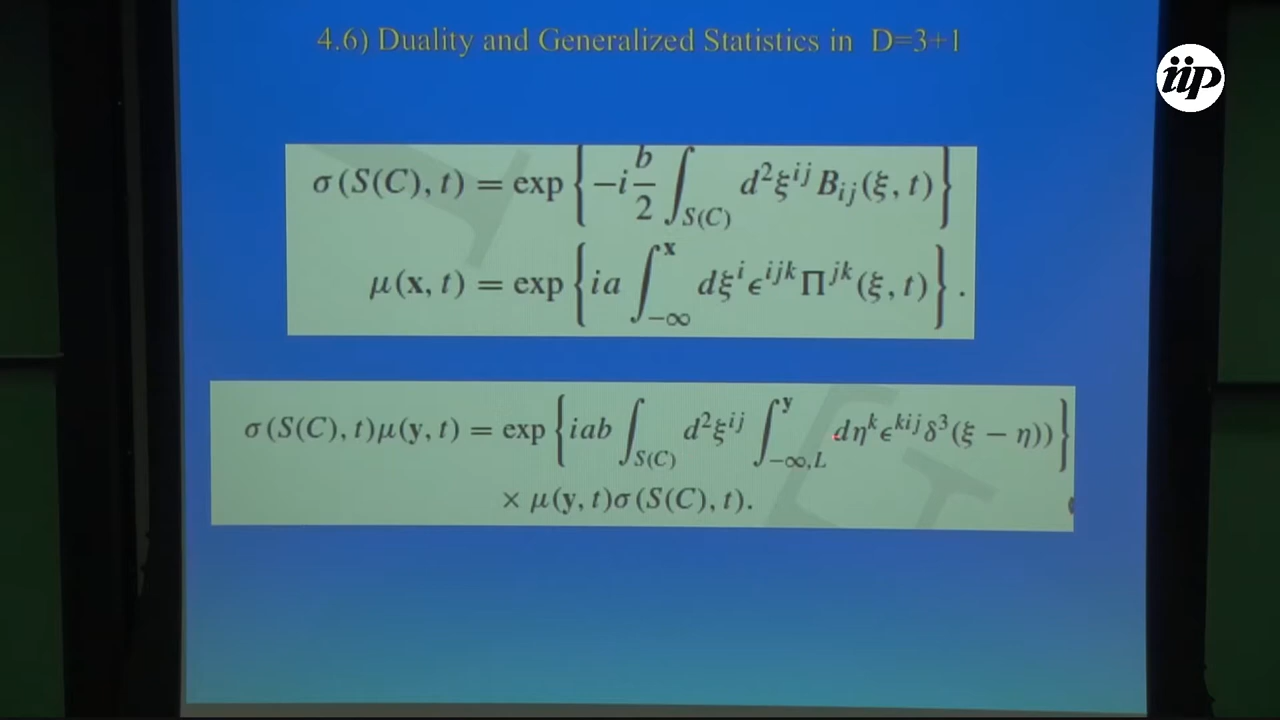 4.6) Duality and Generalized Statistics in D=3+1
iip
σ(S(C), t) = exp{−i b/2 ∫_{S(C)} d²ξ^{ij} B_{ij}(ξ, t)}
μ(x, t) = exp{ia ∫_{−∞}^{x} dξ^i ϵ^{ijk} Π^{jk}(ξ, t)}.
σ(S(C), t)μ(y, t) = exp{iab ∫_{S(C)} d²ξ^{ij} ∫_{−∞,L}^{y} dη^k ϵ^{kij} δ³(ξ − η))}
× μ(y, t)σ(S(C), t).